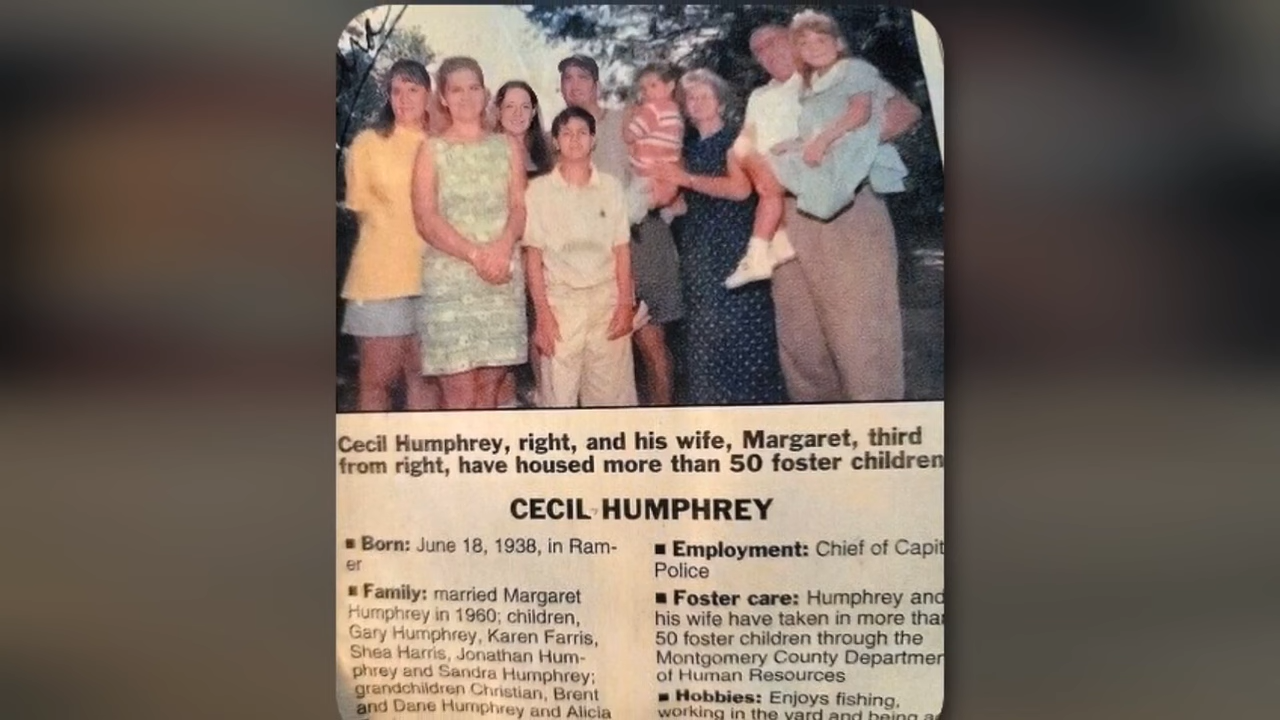 Cecil Humphrey, right, and his wife, Margaret, third
from right, have housed more than 50 foster children
CECIL HUMPHREY
■ Born: June 18, 1938, in Ram-
er
■ Family: married Margaret
Humphrey in 1960; children,
Gary Humphrey, Karen Farris,
Shea Harris, Jonathan Hum-
phrey and Sandra Humphrey;
grandchildren Christian, Brent
and Dane Humphrey and Alicia
■ Employment: Chief of Capit
Police
■ Foster care: Humphrey and
his wife have taken in more tha
50 foster children through the
Montgomery County Departmen
of Human Resources
■ Hobbies: Enjoys fishing,
working in the yard and being a